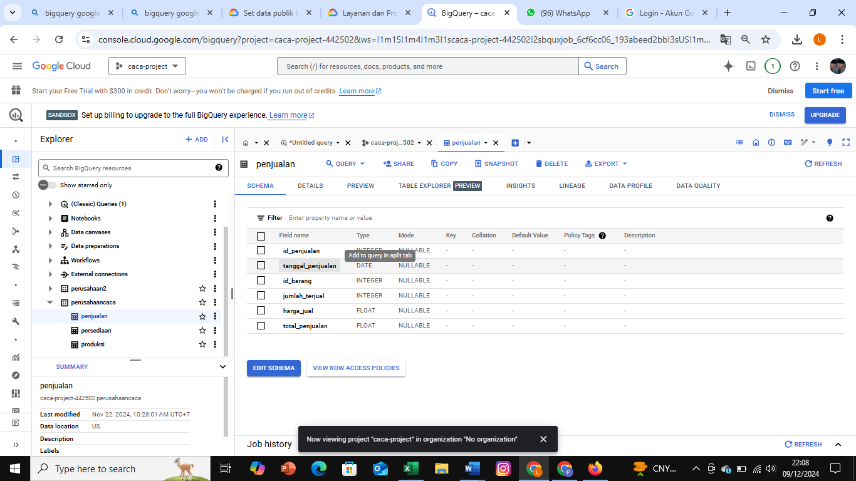 bigquery google
bigquery google
Set data publik
Layanan dan Pro
BigQuery – caca
(96) WhatsApp
Login - Akun Go
console.cloud.google.com/bigquery?project=caca-project-442502&ws=!1m15!1m4!1m3!1scaca-project-442502!2sbquxjob_6cf6cc06_193abeed2bb!3sUS!1m...
L
Google Cloud
caca-project
Search (/) for resources, docs, products, and more
Search
1
Start your Free Trial with $300 in credit. Don't worry—you won't be charged if you run out of credits. Learn more
Dismiss
Start free
SANDBOX Set up billing to upgrade to the full BigQuery experience. Learn more
DISMISS
UPGRADE
Explorer
+ ADD
*Untitled query
caca-proj...502
penjualan
Search BigQuery resources
Show starred only
(Classic) Queries (1)
Notebooks
Data canvases
Data preparations
Workflows
External connections
perusahaan2
perusahaancaca
penjualan
persediaan
produksi
SUMMARY
penjualan
caca-project-442502.perusahaancaca
Last modified Nov 22, 2024, 10:28:01 AM UTC+7
Data location US
Description
Labels
penjualan
QUERY
SHARE
COPY
SNAPSHOT
DELETE
EXPORT
REFRESH
SCHEMA
DETAILS
PREVIEW
TABLE EXPLORER PREVIEW
INSIGHTS
LINEAGE
DATA PROFILE
DATA QUALITY
Filter Enter property name or value
Field name Type Mode Key Collation Default Value Policy Tags Description
id_penjualan INTEGER NULLABLE - - - - -
Add to query in split tab
tanggal_penjualan DATE NULLABLE - - - - -
id_barang INTEGER NULLABLE - - - - -
jumlah_terjual INTEGER NULLABLE - - - - -
harga_jual FLOAT NULLABLE - - - - -
total_penjualan FLOAT NULLABLE - - - - -
EDIT SCHEMA
VIEW ROW ACCESS POLICIES
Job history
REFRESH
Now viewing project "caca-project" in organization "No organization"
Type here to search
CNY...
22:08
09/12/2024